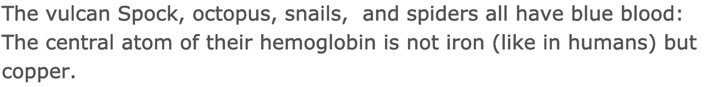 The vulcan Spock, octopus, snails,  and spiders all have blue blood:
The central atom of their hemoglobin is not iron (like in humans) but
copper.